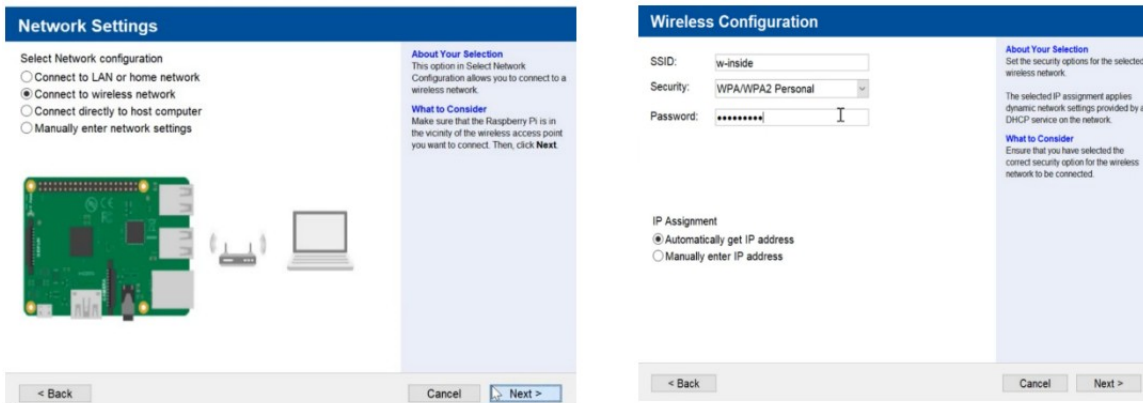 Network Settings
Select Network configuration
Connect to LAN or home network
Connect to wireless network
Connect directly to host computer
Manually enter network settings
About Your Selection
This option in Select Network
Configuration allows you to connect to a
wireless network.
What to Consider
Make sure that the Raspberry Pi is in
the vicinity of the wireless access point
you want to connect. Then, click Next.
< Back
Cancel
Next >
Wireless Configuration
SSID: w-inside
Security: WPA/WPA2 Personal
Password: •••••••••
IP Assignment
Automatically get IP address
Manually enter IP address
About Your Selection
Set the security options for the selected
wireless network.
The selected IP assignment applies
dynamic network settings provided by a
DHCP service on the network.
What to Consider
Ensure that you have selected the
correct security option for the wireless
network to be connected.
< Back
Cancel
Next >